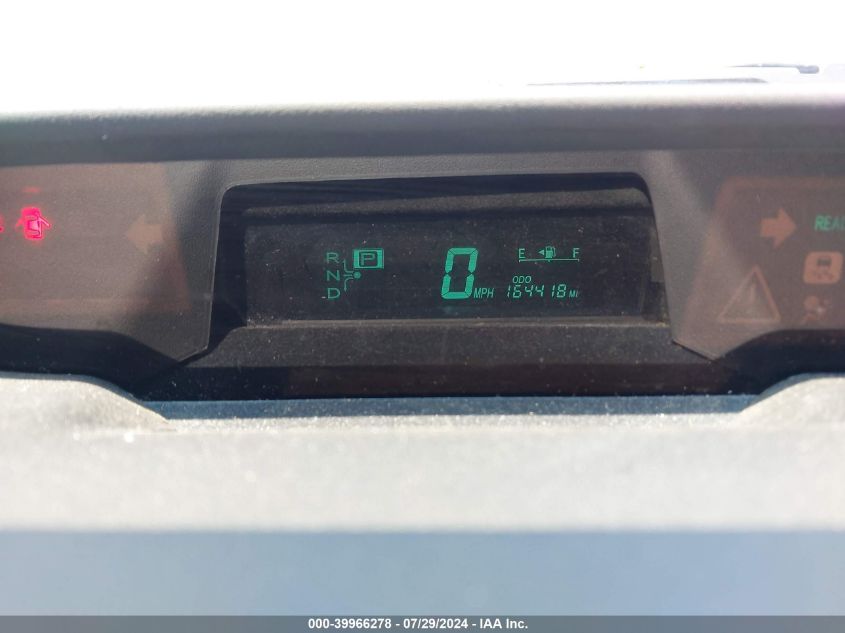 R P
N
D
0 MPH
E F
ODO
164418 MI
000-39966278 / 07/29/2024 - IAA Inc.